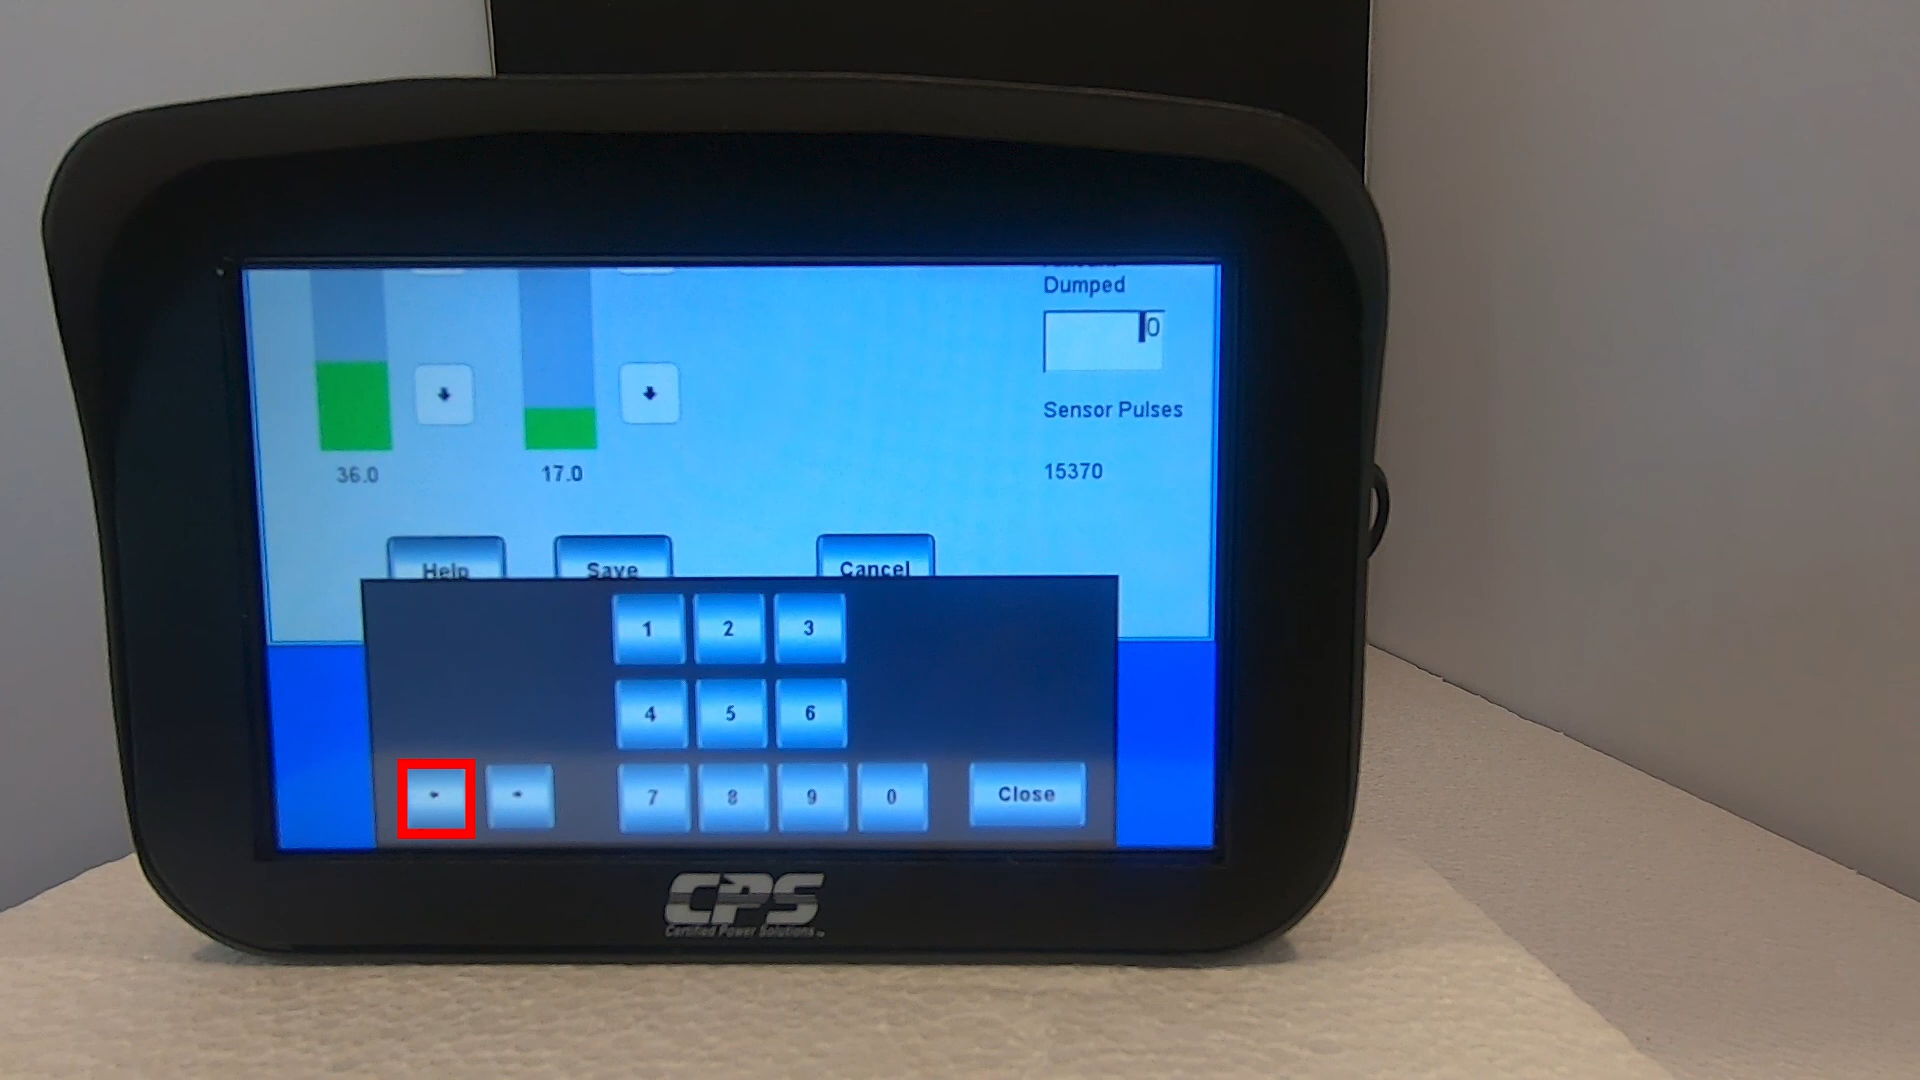 Dumped
0
Sensor Pulses
15370
36.0
17.0
Help
Save
Cancel
1
2
3
4
5
6
7
8
9
0
Close
CPS
Certified Power Solutions